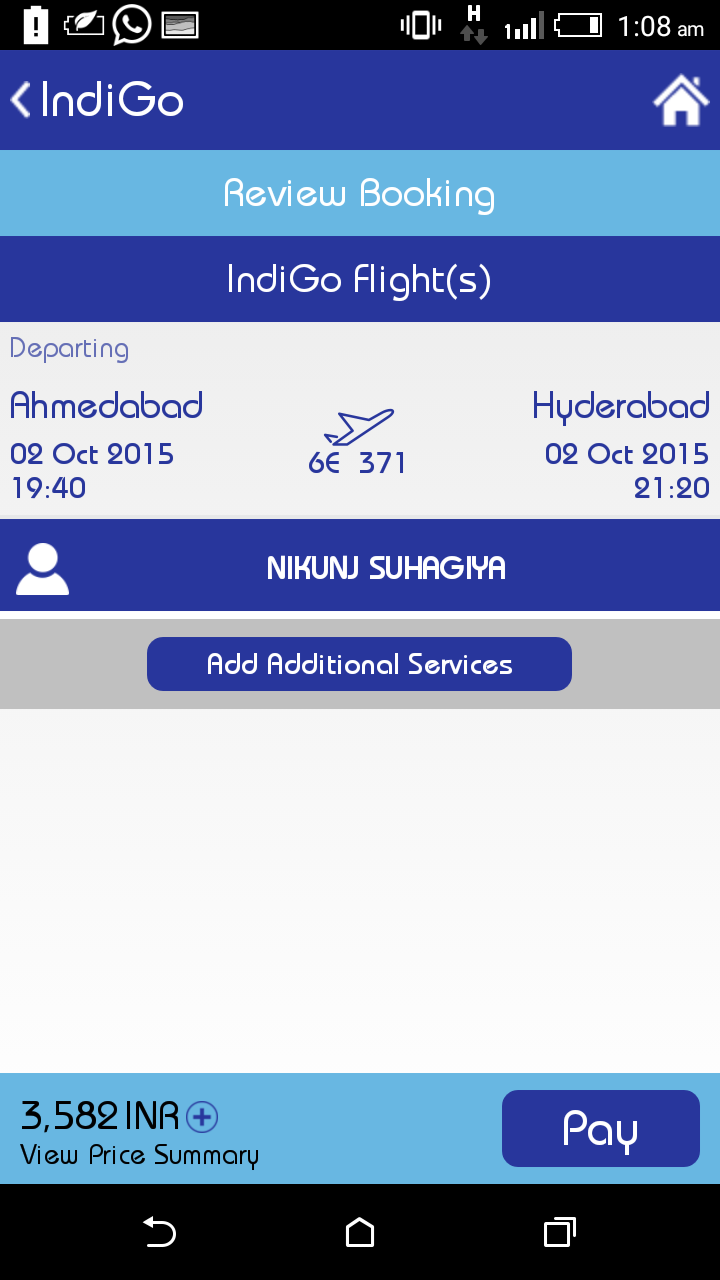 H
1:08 am
IndiGo
Review Booking
IndiGo Flight(s)
Departing
Ahmedabad
Hyderabad
02 Oct 2015
02 Oct 2015
6E 371
19:40
21:20
NIKUNJ SUHAGIYA
Add Additional Services
3,582 INR
View Price Summary
Pay